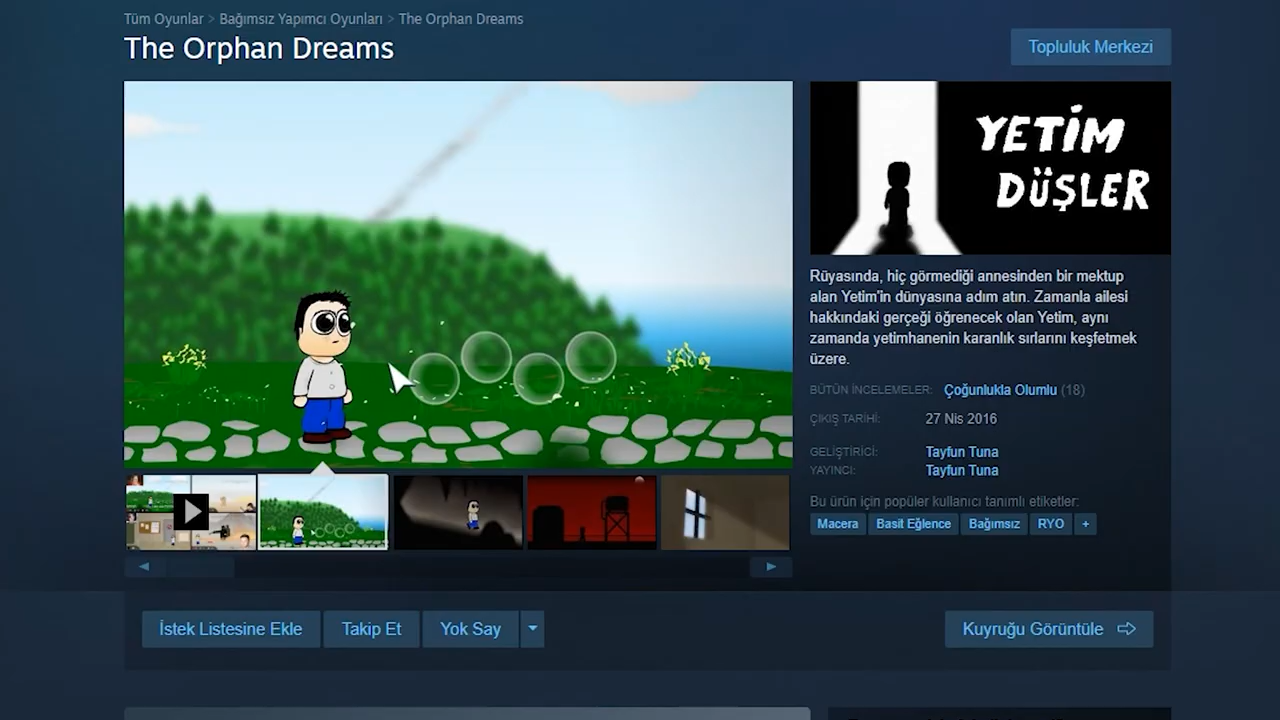 Tüm Oyunlar > Bağımsız Yapımcı Oyunları > The Orphan Dreams
The Orphan Dreams
Topluluk Merkezi
YETİM
DÜŞLER
Rüyasında, hiç görmediği annesinden bir mektup
alan Yetim'in dünyasına adım atın. Zamanla ailesi
hakkındaki gerçeği öğrenecek olan Yetim, aynı
zamanda yetimhanenin karanlık sırlarını keşfetmek
üzere.
BÜTÜN İNCELEMELER: Çoğunlukla Olumlu (18)
ÇIKIŞ TARİHİ: 27 Nis 2016
GELİŞTİRİCİ: Tayfun Tuna
YAYINCI: Tayfun Tuna
Bu ürün için popüler kullanıcı tanımlı etiketler:
Macera Basit Eğlence Bağımsız RYO +
İstek Listesine Ekle Takip Et Yok Say Kuyruğu Görüntüle